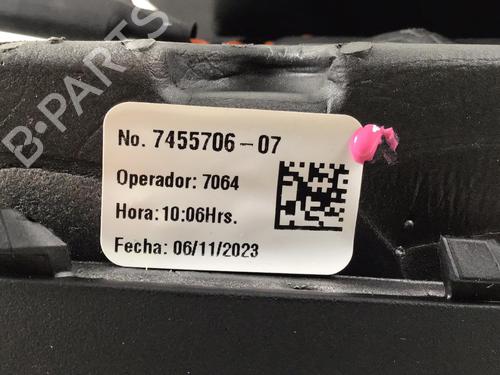 B-PARTS
No. 7455706-07
Operador: 7064
Hora: 10:06Hrs.
Fecha: 06/11/2023